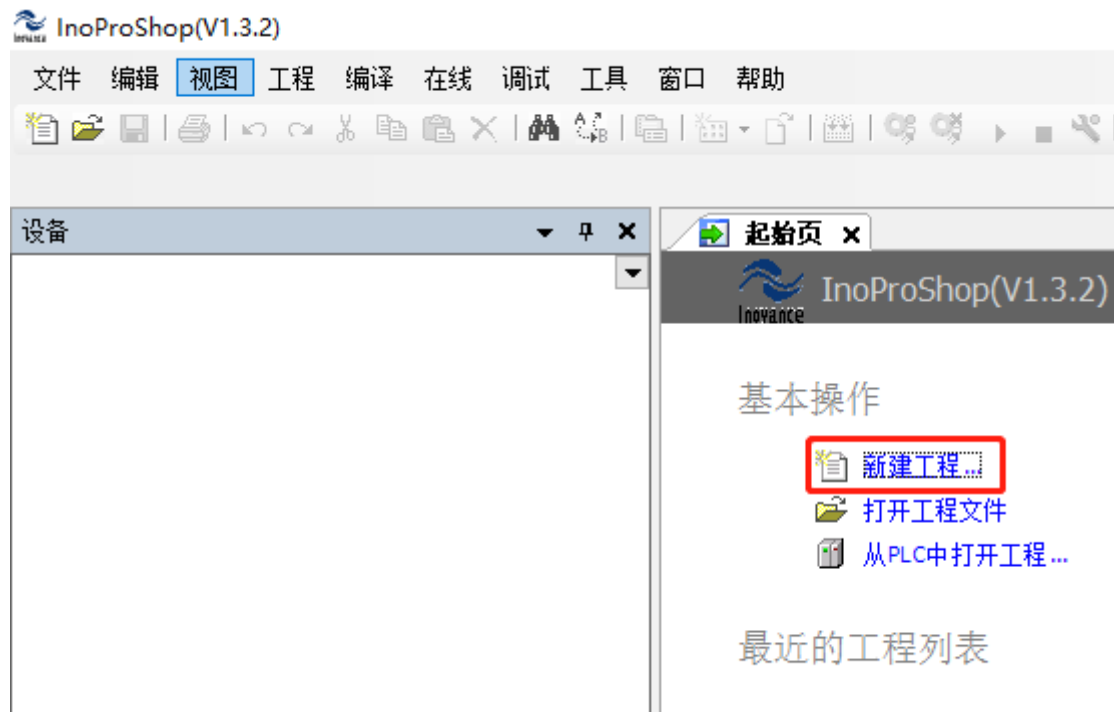 InoProShop(V1.3.2)
文件 编辑 视图 工程 编译 在线 调试 工具 窗口 帮助
设备
起始页
Inovance
InoProShop(V1.3.2)
基本操作
新建工程...
打开工程文件
从PLC中打开工程...
最近的工程列表